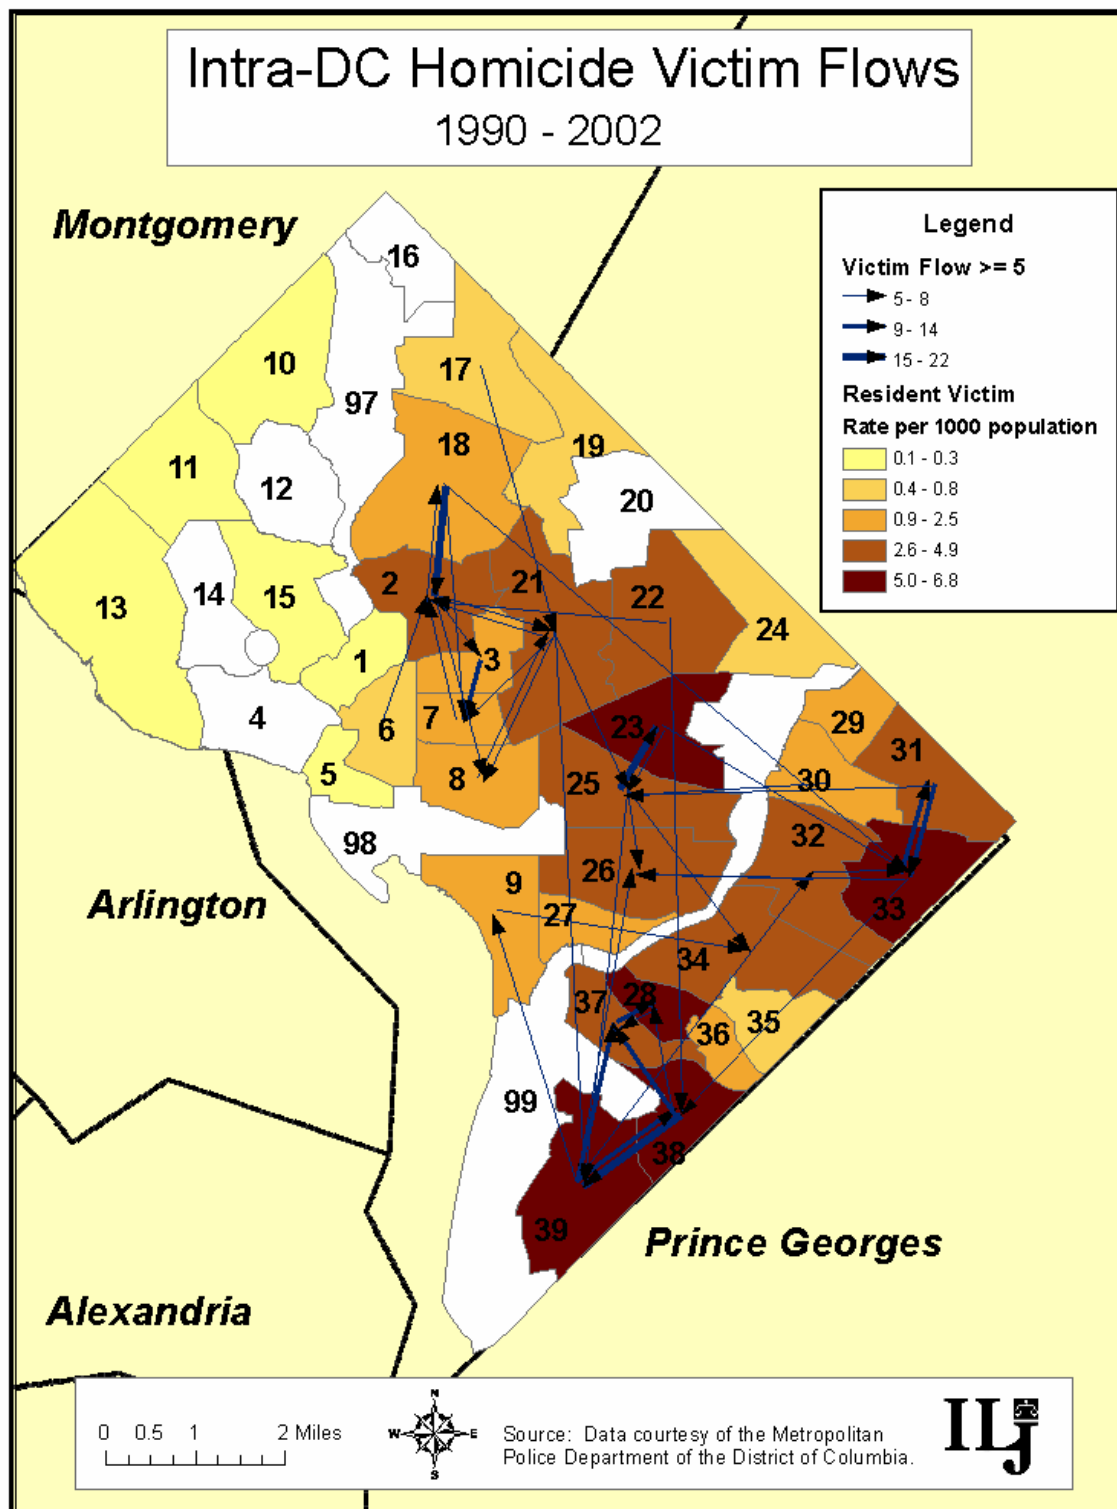 Intra-DC Homicide Victim Flows
1990 - 2002
Montgomery
Legend
Victim Flow >= 5
5 - 8
9 - 14
15 - 22
Resident Victim
Rate per 1000 population
0.1 - 0.3
0.4 - 0.8
0.9 - 2.5
2.6 - 4.9
5.0 - 6.8
16
10
17
97
18
19
11
12
20
2
21
22
14
15
13
24
1
3
4
6
7
23
29
31
5
8
25
30
98
32
26
9
33
27
34
37
28
35
36
99
38
39
Arlington
Prince Georges
Alexandria
0 0.5 1 2 Miles
N
W E
S
Source: Data courtesy of the Metropolitan
Police Department of the District of Columbia.
ILJ